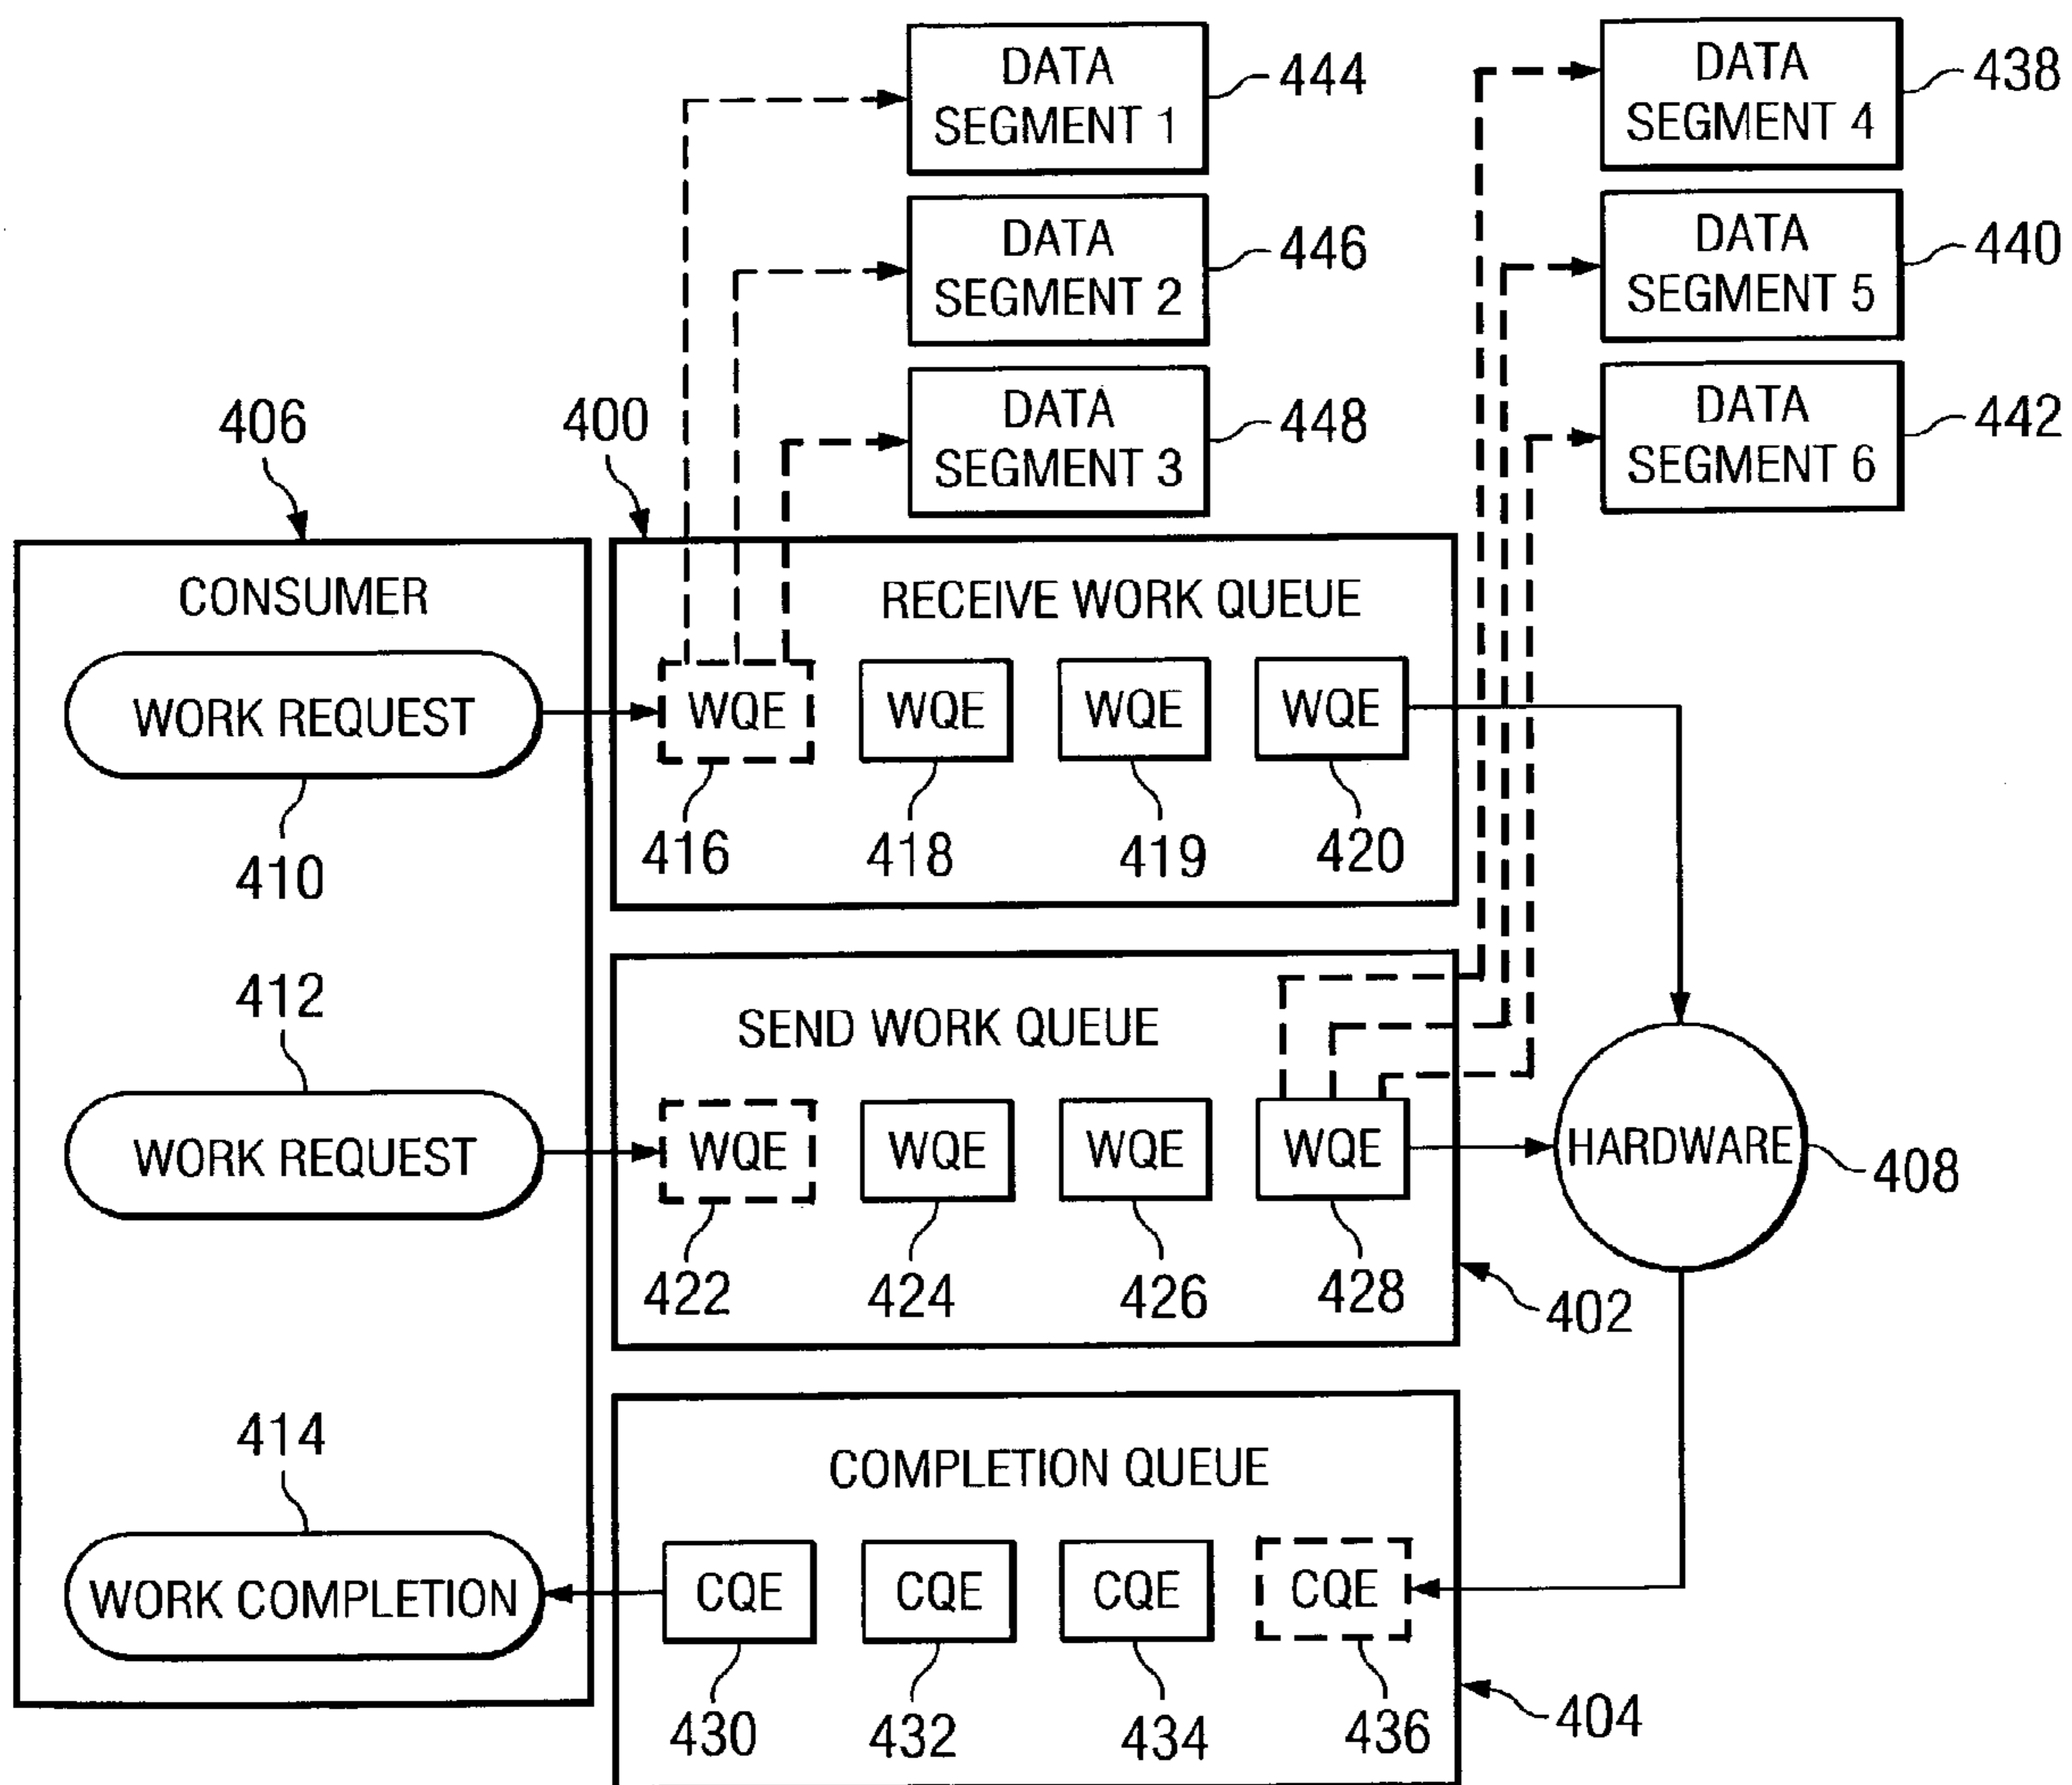 DATA
SEGMENT 1
444
DATA
SEGMENT 4
438
DATA
SEGMENT 2
446
DATA
SEGMENT 5
440
DATA
SEGMENT 3
448
DATA
SEGMENT 6
442
406
400
CONSUMER
RECEIVE WORK QUEUE
WORK REQUEST
WQE
WQE
WQE
WQE
410
416
418
419
420
412
SEND WORK QUEUE
WORK REQUEST
WQE
WQE
WQE
WQE
HARDWARE
408
422
424
426
428
402
414
COMPLETION QUEUE
WORK COMPLETION
CQE
CQE
CQE
CQE
430
432
434
436
404